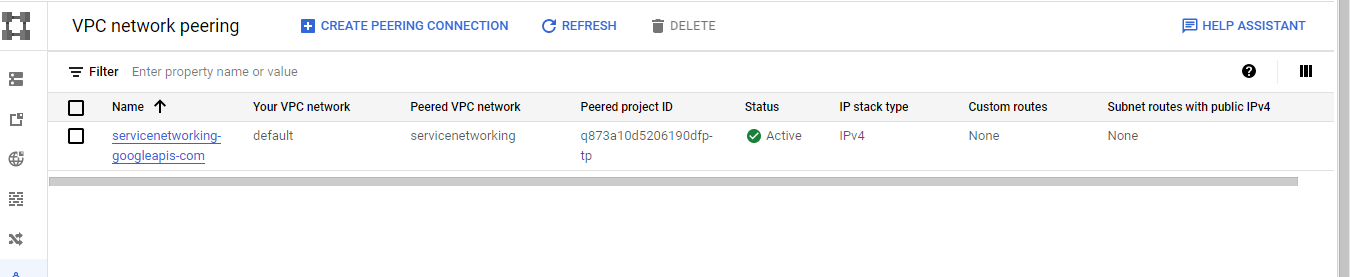 VPC network peering CREATE PEERING CONNECTION REFRESH DELETE HELP ASSISTANT
Filter Enter property name or value
Name Your VPC network Peered VPC network Peered project ID Status IP stack type Custom routes Subnet routes with public IPv4
servicenetworking- default servicenetworking q873a10d5206190dfp- Active IPv4 None None
googleapis-com tp